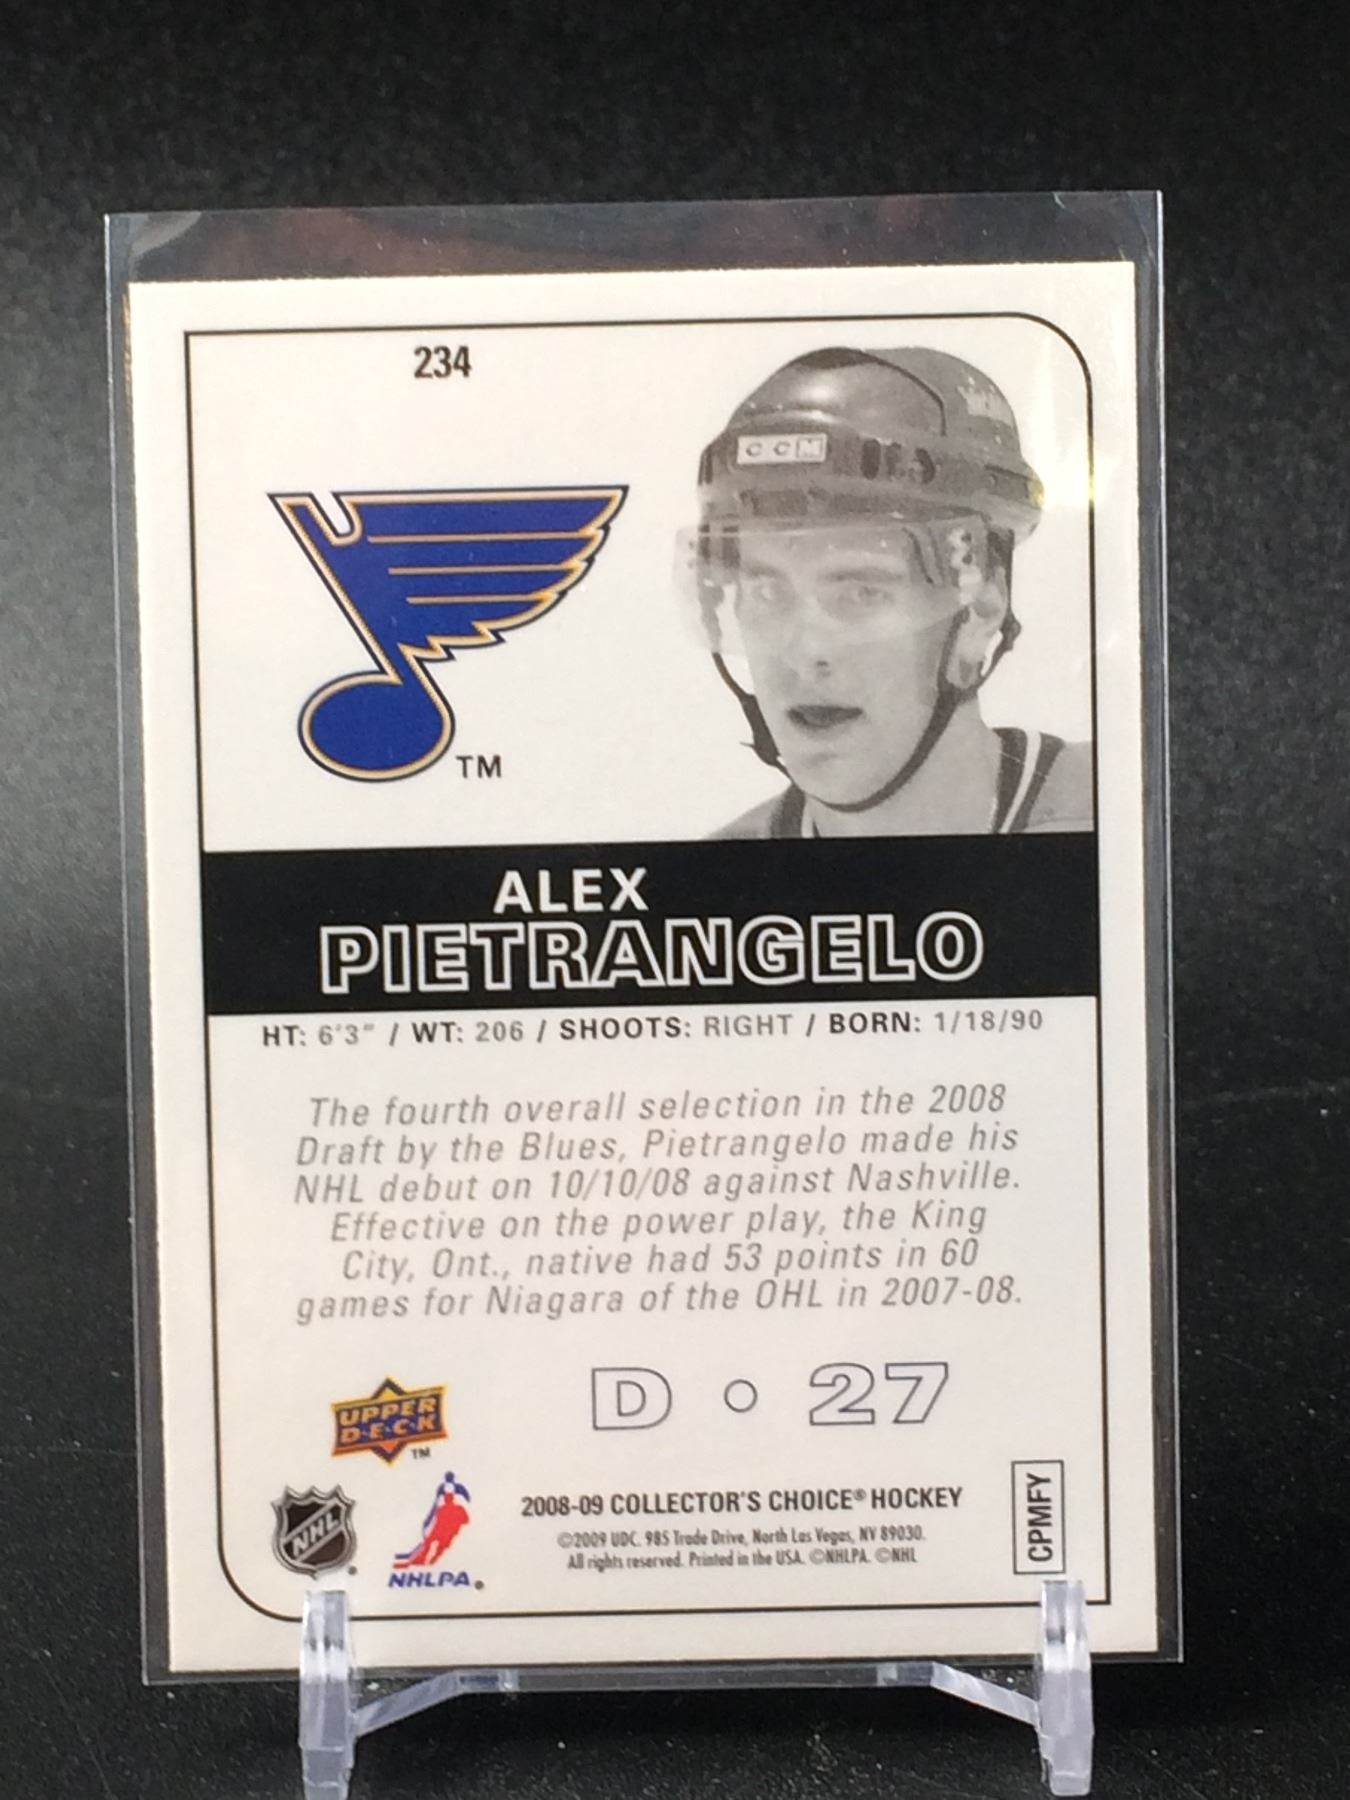 234
CCM
TM
ALEX
PIETRANGELO
HT: 6'3" / WT: 206 / SHOOTS: RIGHT / BORN: 1/18/90
The fourth overall selection in the 2008
Draft by the Blues, Pietrangelo made his
NHL debut on 10/10/08 against Nashville.
Effective on the power play, the King
City, Ont., native had 53 points in 60
games for Niagara of the OHL in 2007-08.
UPPER
D·E·C·K
TM
D • 27
NHL
NHLPA
2008-09 COLLECTOR'S CHOICE® HOCKEY
©2009 UDC. 985 Trade Drive, North Las Vegas, NV 89030.
All rights reserved. Printed in the USA. ©NHLPA. ©NHL
CPMFY